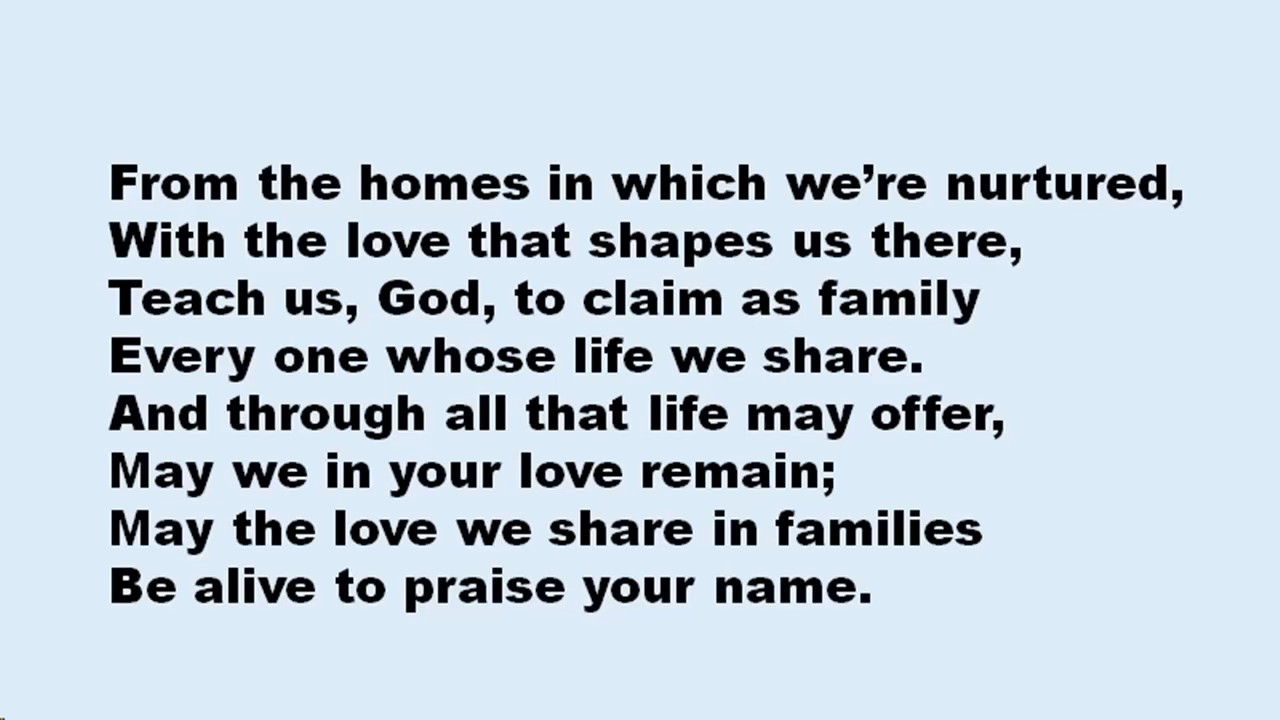 From the homes in which we’re nurtured,
With the love that shapes us there,
Teach us, God, to claim as family
Every one whose life we share.
And through all that life may offer,
May we in your love remain;
May the love we share in families
Be alive to praise your name.